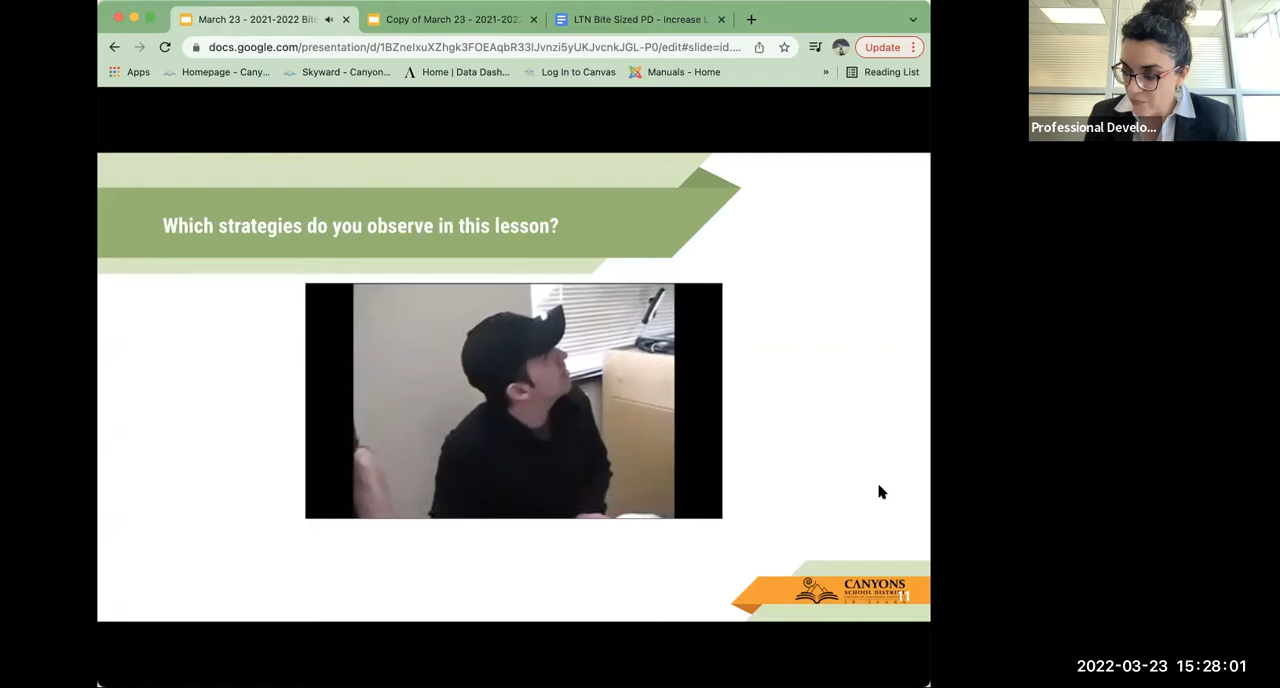 March 23 - 2021-2022 Bite
Copy of March 23 - 2021-202
LTN Bite Sized PD - Increase L
docs.google.com/presentation/d/1BZneIxuXZhgk3FOEAqbR33IJvnzi5yUKJvcnkJGL-P0/edit#slide=id....
Update
Apps
Homepage - Cany...
Skyward - Canyon...
Home | Data Dash...
Log In to Canvas
Manuals - Home
»
Reading List
Professional Develo...
Which strategies do you observe in this lesson?
CANYONS
SCHOOL DISTRICT
11
2022-03-23 15:28:01